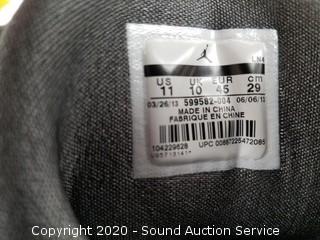 LN4
US UK EUR cm
11 10 45 29
03/26/13 599582-004 06/06/13
MADE IN CHINA
FABRIQUE EN CHINE
104229628 UPC 00887225472085
Copyright 2020 - Sound Auction Service